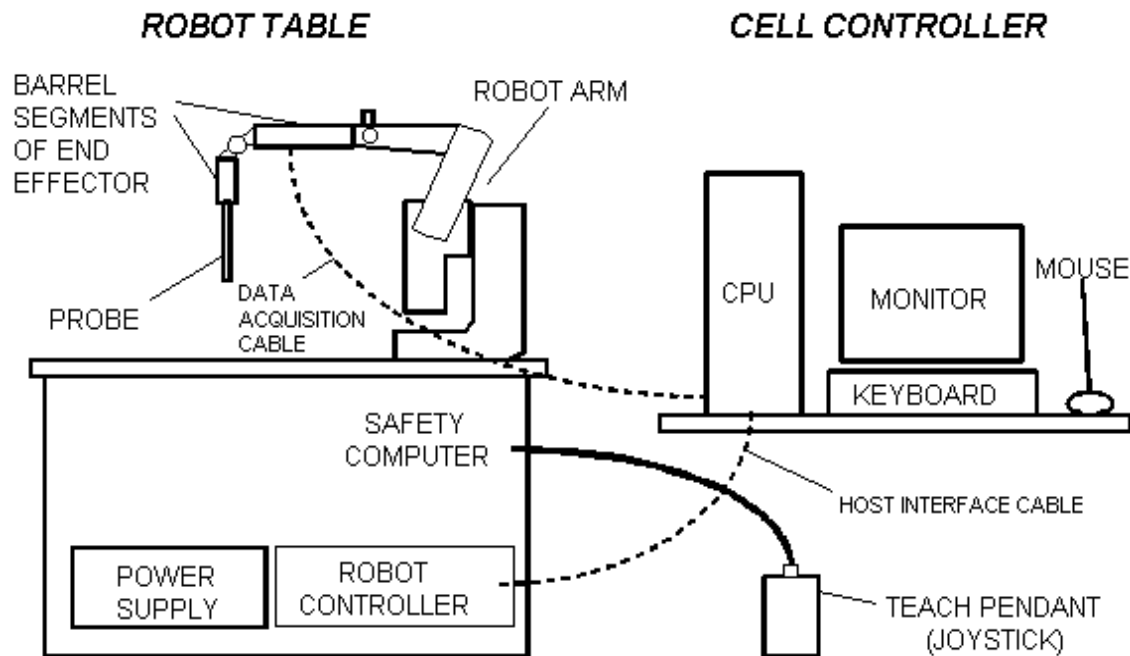 ROBOT TABLE
CELL CONTROLLER
BARREL
SEGMENTS
OF END
EFFECTOR
ROBOT ARM
PROBE
DATA
ACQUISITION
CABLE
CPU
MONITOR
MOUSE
KEYBOARD
SAFETY
COMPUTER
HOST INTERFACE CABLE
POWER
SUPPLY
ROBOT
CONTROLLER
TEACH PENDANT
(JOYSTICK)